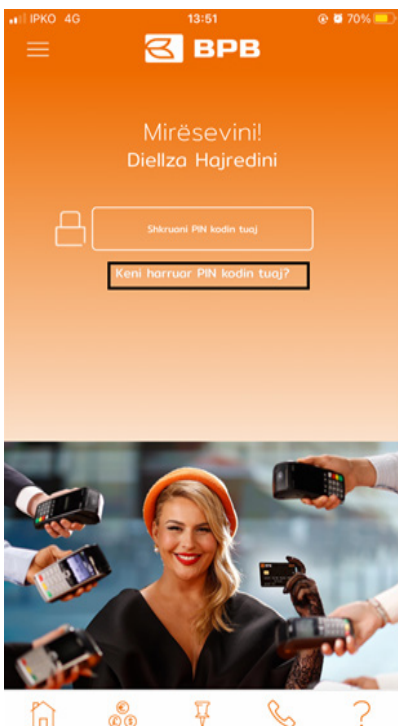 IPKO 4G 13:51 70%
BPB
Mirësevini!
Diellza Hajredini
Shkruani PIN kodin tuaj
Keni harruar PIN kodin tuaj?